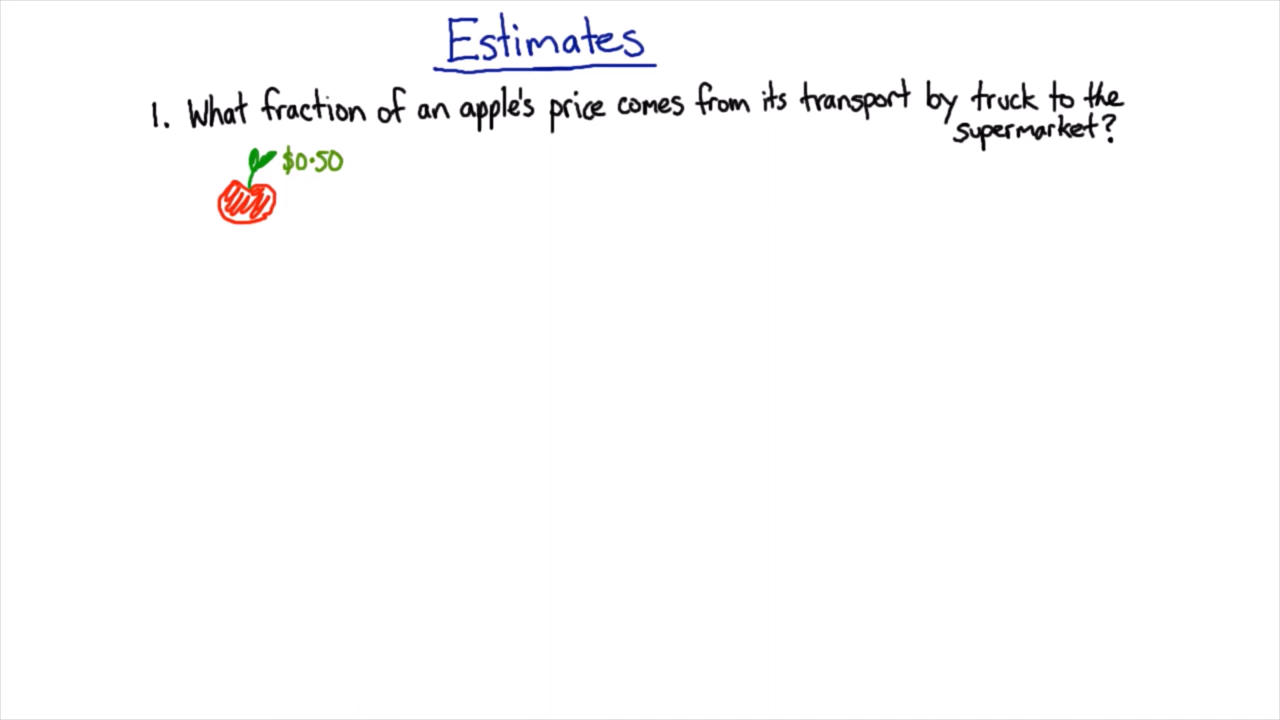 Estimates
1. What fraction of an apple's price comes from its transport by truck to the
supermarket?
$0.50